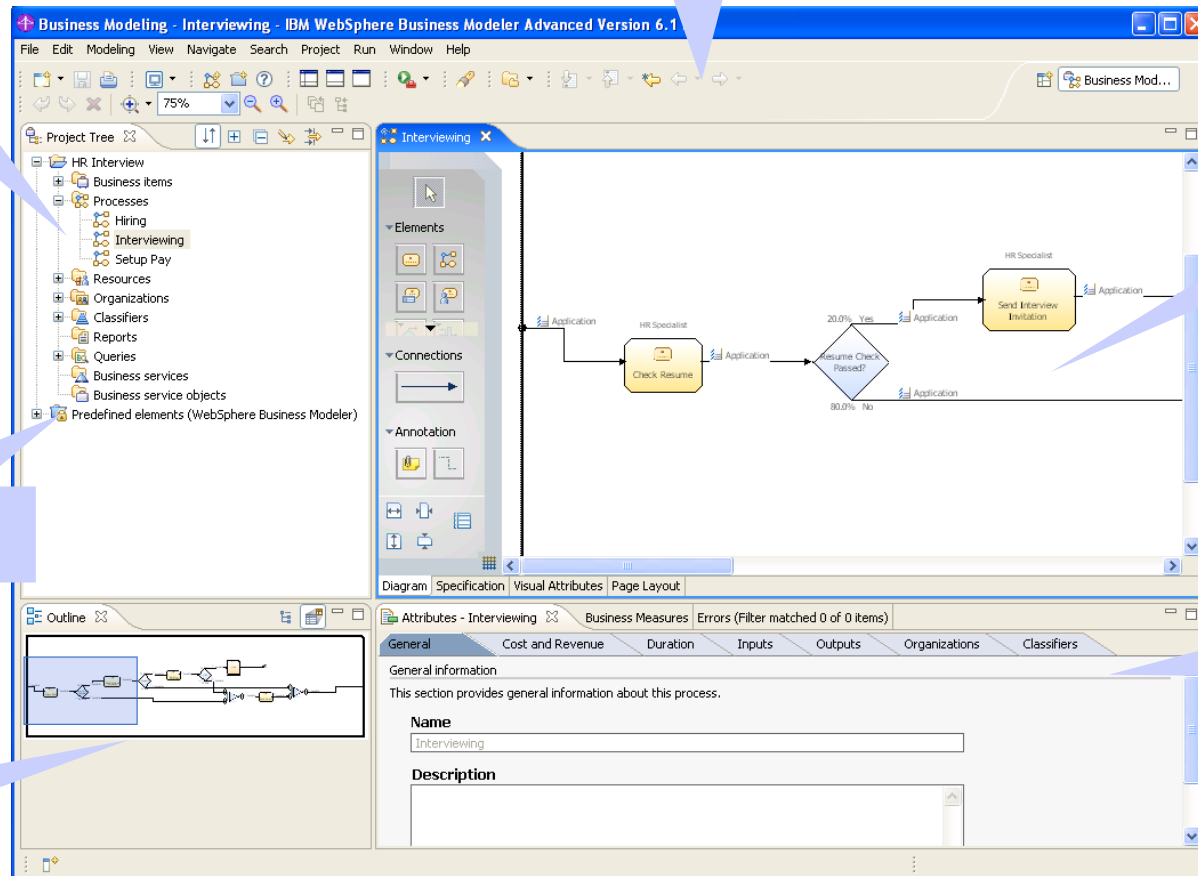 Business Modeling - Interviewing - IBM WebSphere Business Modeler Advanced Version 6.1
File Edit Modeling View Navigate Search Project Run Window Help
Business Mod...
75%
Project Tree
HR Interview
Business items
Processes
Hiring
Interviewing
Setup Pay
Resources
Organizations
Classifiers
Reports
Queries
Business services
Business service objects
Predefined elements (WebSphere Business Modeler)
Interviewing
Elements
Connections
Annotation
Application
HR Specialist
Check Resume
Application
20.0% Yes
Resume Check
Passed?
80.0% No
Application
Application
HR Specialist
Send Interview
Invitation
Application
Diagram Specification Visual Attributes Page Layout
Outline
Attributes - Interviewing Business Measures Errors (Filter matched 0 of 0 items)
General Cost and Revenue Duration Inputs Outputs Organizations Classifiers
General information
This section provides general information about this process.
Name
Interviewing
Description